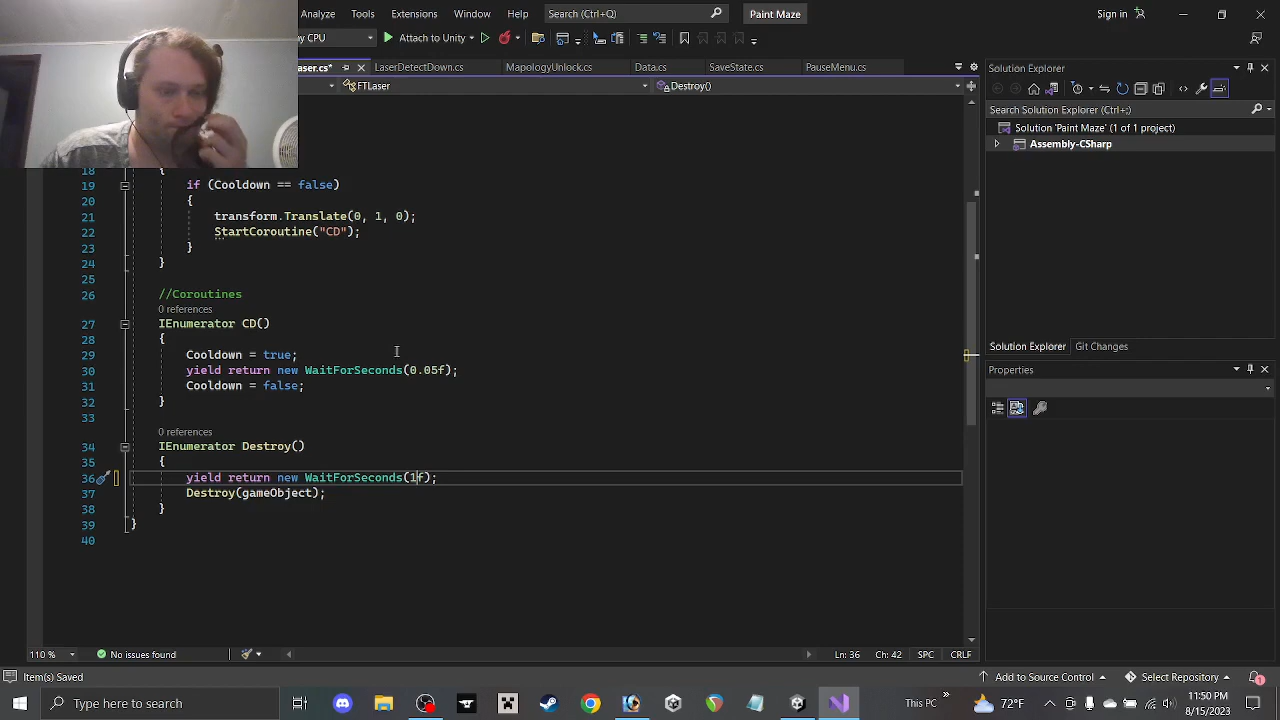 Analyze Tools Extensions Window Help Search (Ctrl+Q) Paint Maze Sign in
CPU Attach to Unity
aser.cs* LaserDetectDown.cs MapologyUnlock.cs Data.cs SaveState.cs PauseMenu.cs
FTLaser Destroy()
Solution Explorer
Search Solution Explorer (Ctrl+;)
Solution 'Paint Maze' (1 of 1 project)
Assembly-CSharp
Solution Explorer Git Changes
Properties
18 {
19 if (Cooldown == false)
20 {
21 transform.Translate(0, 1, 0);
22 StartCoroutine("CD");
23 }
24 }
25
26 //Coroutines
0 references
27 IEnumerator CD()
28 {
29 Cooldown = true;
30 yield return new WaitForSeconds(0.05f);
31 Cooldown = false;
32 }
33
0 references
34 IEnumerator Destroy()
35 {
36 yield return new WaitForSeconds(1f);
37 Destroy(gameObject);
38 }
39 }
40
110 % No issues found Ln: 36 Ch: 42 SPC CRLF
Item(s) Saved Add to Source Control Select Repository 1
Type here to search This PC » 72°F 11:50 PM
8/15/2023